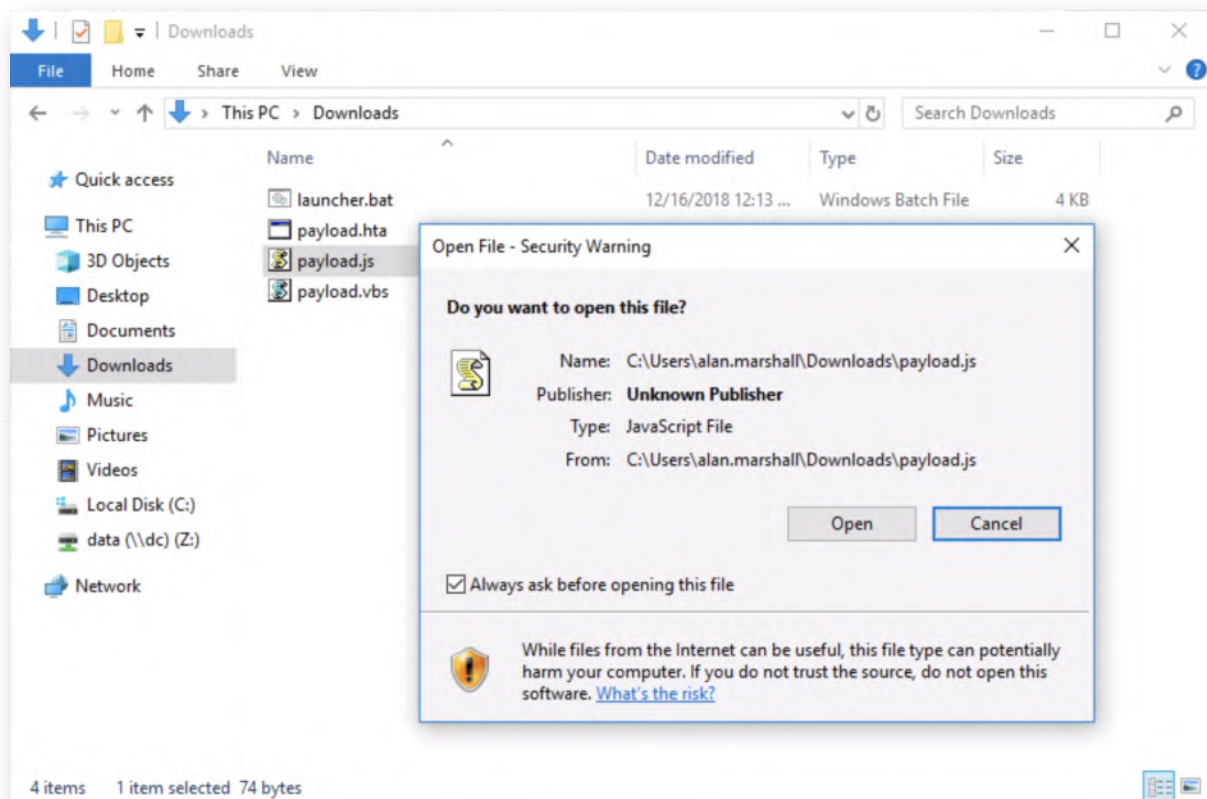 Downloads
File Home Share View
This PC > Downloads
Search Downloads
Name Date modified Type Size
Quick access
This PC
3D Objects
Desktop
Documents
Downloads
Music
Pictures
Videos
Local Disk (C:)
data (\\dc) (Z:)
Network
launcher.bat 12/16/2018 12:13 ... Windows Batch File 4 KB
payload.hta
payload.js
payload.vbs
Open File - Security Warning
Do you want to open this file?
Name: C:\Users\alan.marshall\Downloads\payload.js
Publisher: Unknown Publisher
Type: JavaScript File
From: C:\Users\alan.marshall\Downloads\payload.js
Open Cancel
Always ask before opening this file
While files from the Internet can be useful, this file type can potentially
harm your computer. If you do not trust the source, do not open this
software. What's the risk?
4 items 1 item selected 74 bytes